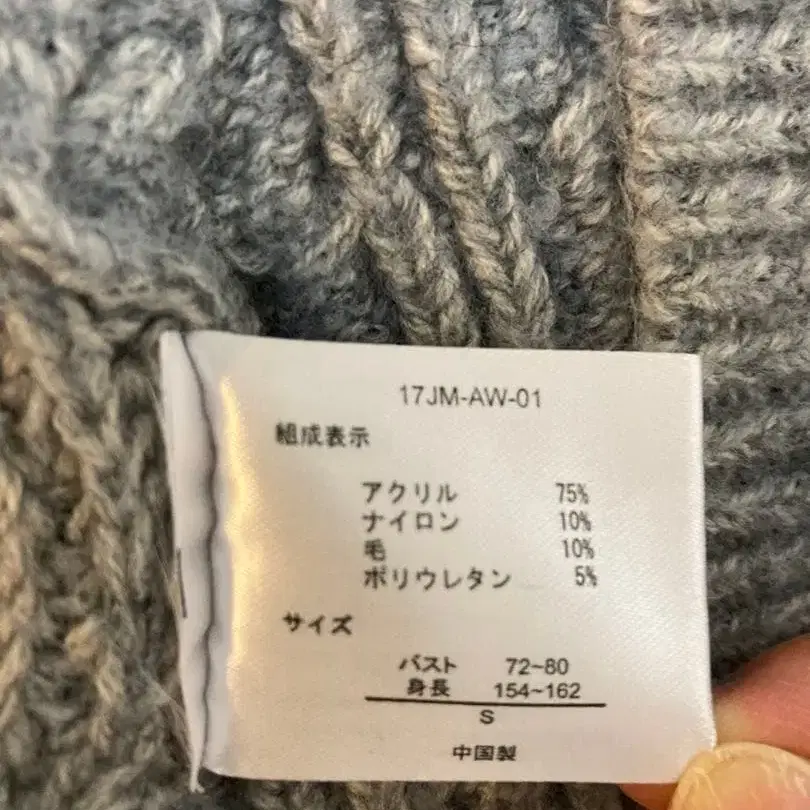 17JM-AW-01
組成表示
アクリル 75%
ナイロン 10%
毛 10%
ポリウレタン 5%
サイズ
バスト 72~80
身長 154~162
S
中国製